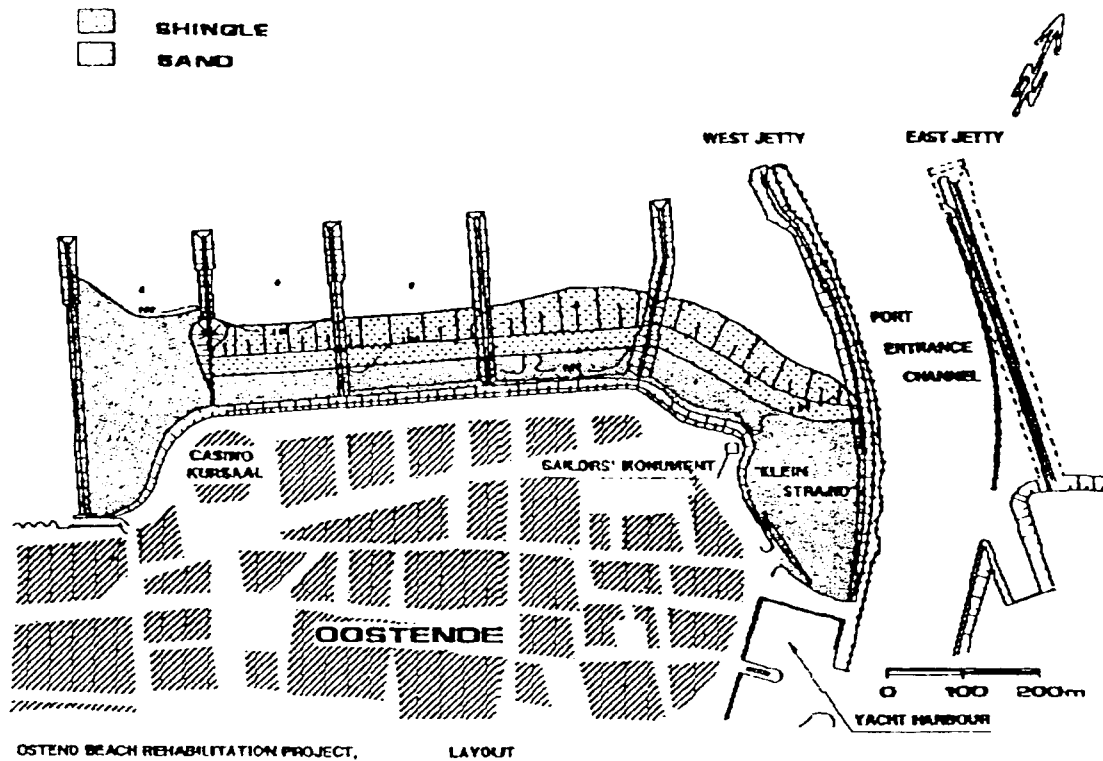 SHINGLE
SAND
WEST JETTY
EAST JETTY
PORT
ENTRANCE
CHANNEL
CASINO
KURSAAL
SAILORS' MONUMENT
"KLEIN
STRAND"
OOSTENDE
0 100 200m
YACHT HARBOUR
OSTEND BEACH REHABILITATION PROJECT, LAYOUT